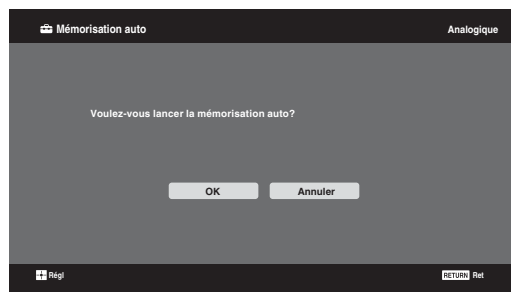 Mémorisation auto
Analogique
Voulez-vous lancer la mémorisation auto?
OK
Annuler
Régl
RETURN Ret